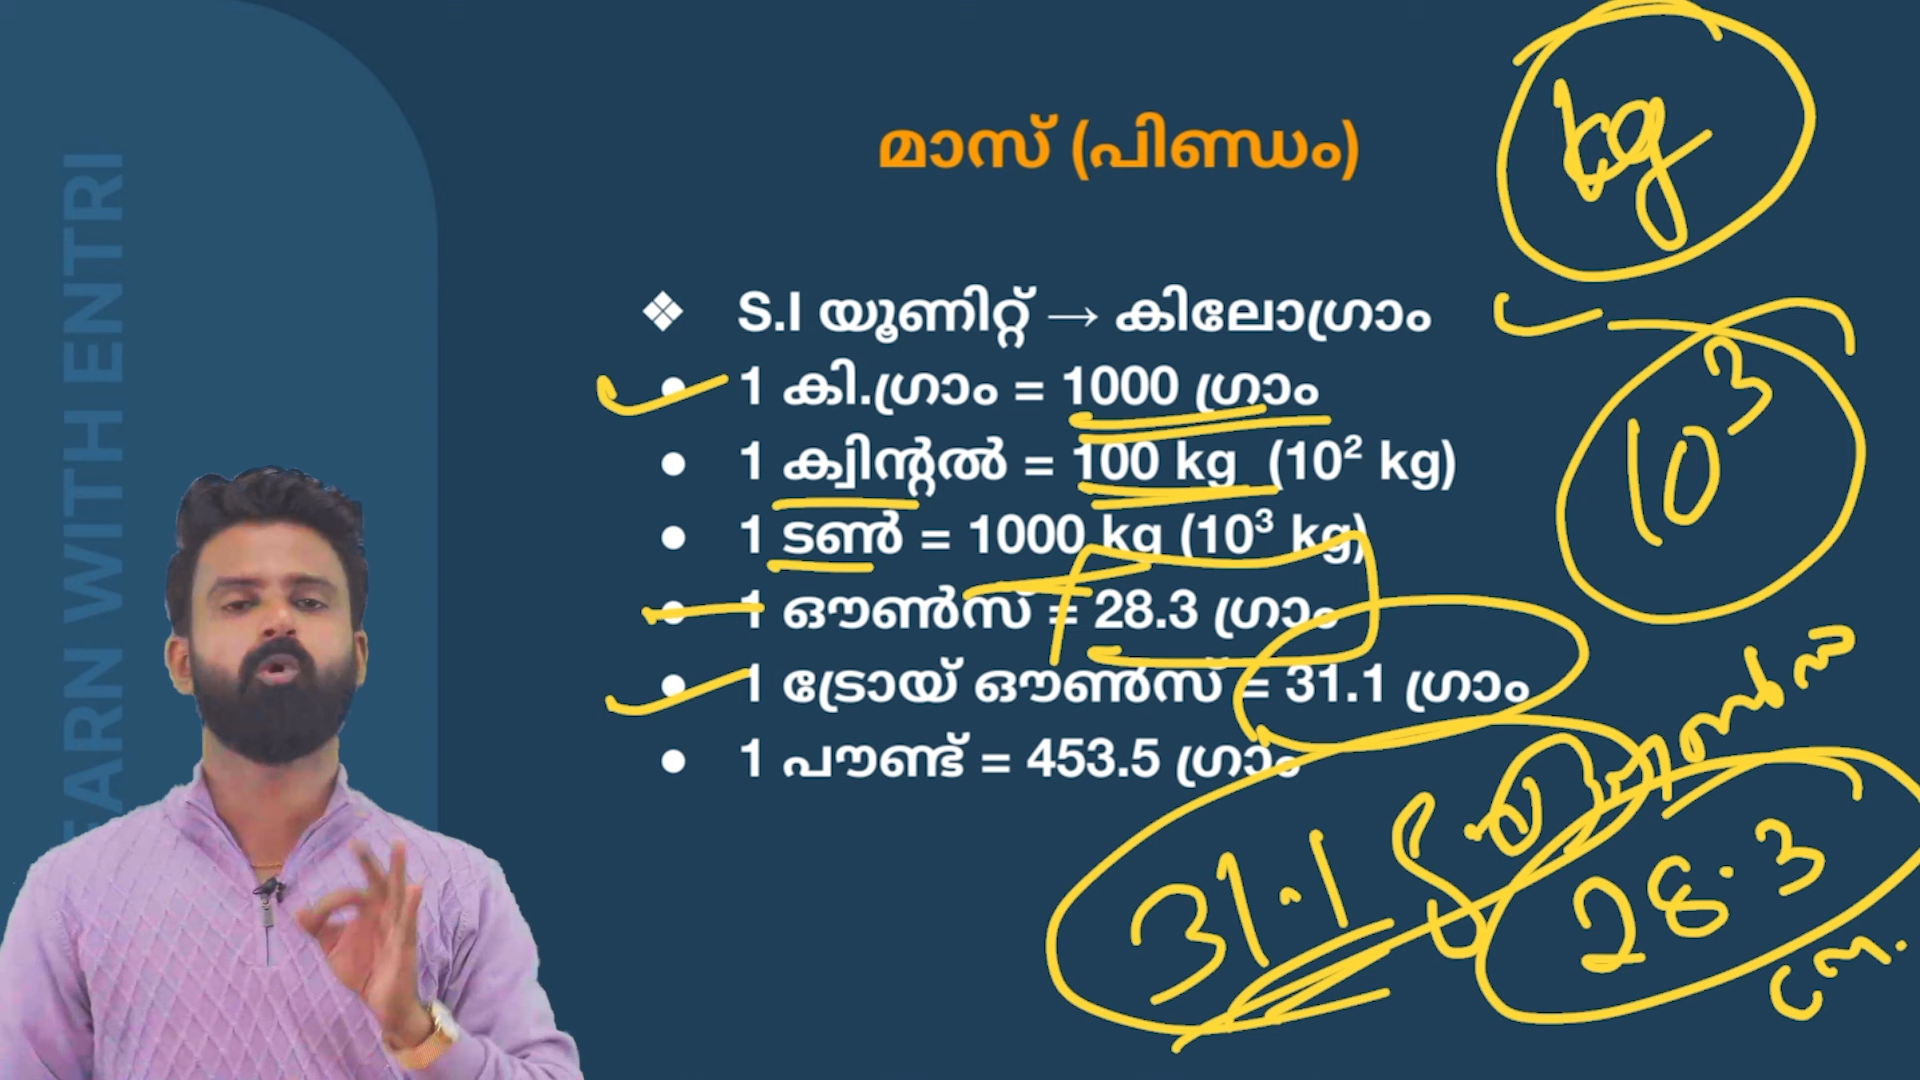 LEARN WITH ENTRI
മാസ് (പിണ്ഡം)
kg
❖ S.I യൂണിറ്റ് → കിലോഗ്രാം
● 1 കി.ഗ്രാം = 1000 ഗ്രാം
● 1 ക്വിന്റൽ = 100 kg (10² kg)
10³
● 1 ടൺ = 1000 kg (10³ kg)
● 1 ഔൺസ് = 28.3 ഗ്രാം
● 1 ട്രോയ് ഔൺസ് = 31.1 ഗ്രാം
● 1 പൗണ്ട് = 453.5 ഗ്രാം
31.1
28.3